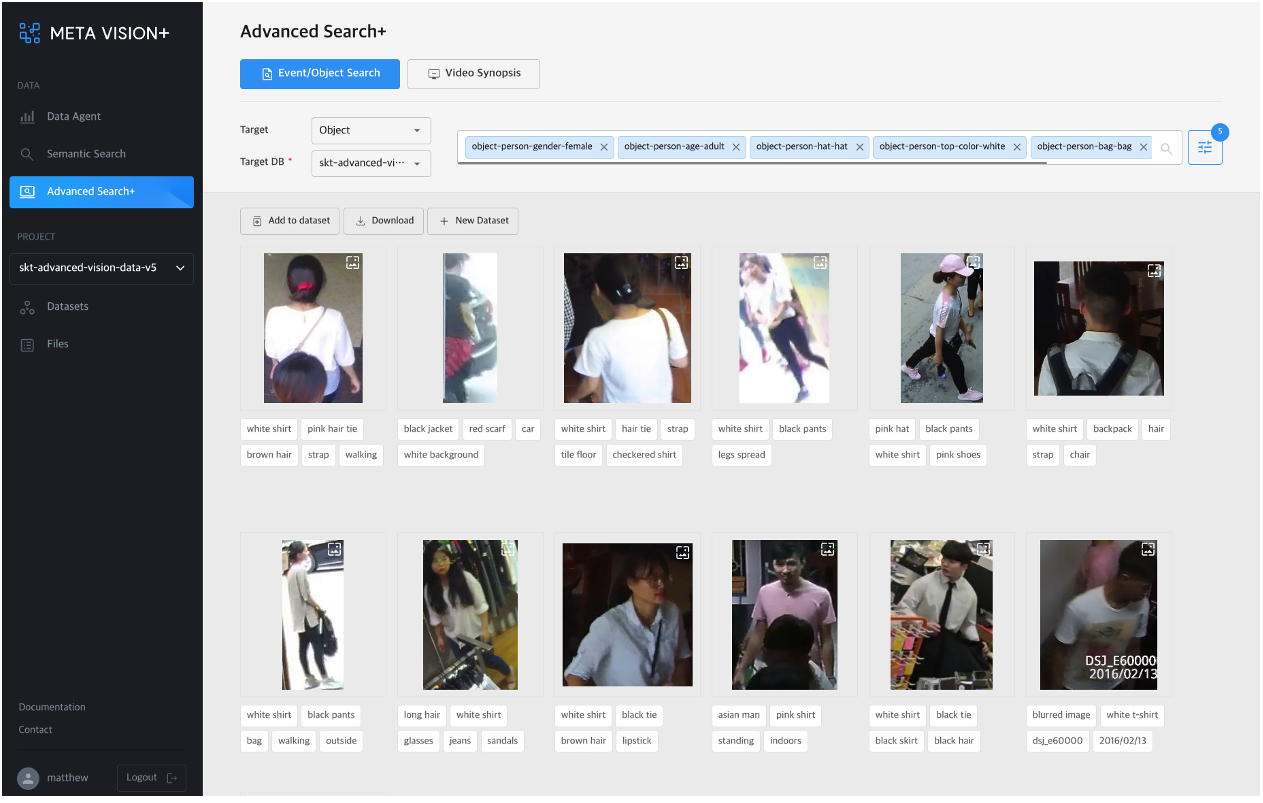 META VISION+
DATA
Data Agent
Semantic Search
Advanced Search+
PROJECT
skt-advanced-vision-data-v5
Datasets
Files
Documentation
Contact
matthew
Logout
Advanced Search+
Event/Object Search
Video Synopsis
Target
Object
Target DB *
skt-advanced-vi···
object-person-gender-female
object-person-age-adult
object-person-hat-hat
object-person-top-color-white
object-person-bag-bag
5
Add to dataset
Download
New Dataset
white shirt
pink hair tie
brown hair
strap
walking
black jacket
red scarf
car
white background
white shirt
hair tie
strap
tile floor
checkered shirt
white shirt
black pants
legs spread
pink hat
black pants
white shirt
pink shoes
white shirt
backpack
hair
strap
chair
DSJ_E60000
2016/02/13
white shirt
black pants
bag
walking
outside
long hair
white shirt
glasses
jeans
sandals
white shirt
black tie
brown hair
lipstick
asian man
pink shirt
standing
indoors
white shirt
black tie
black skirt
black hair
blurred image
white t-shirt
dsj_e60000
2016/02/13